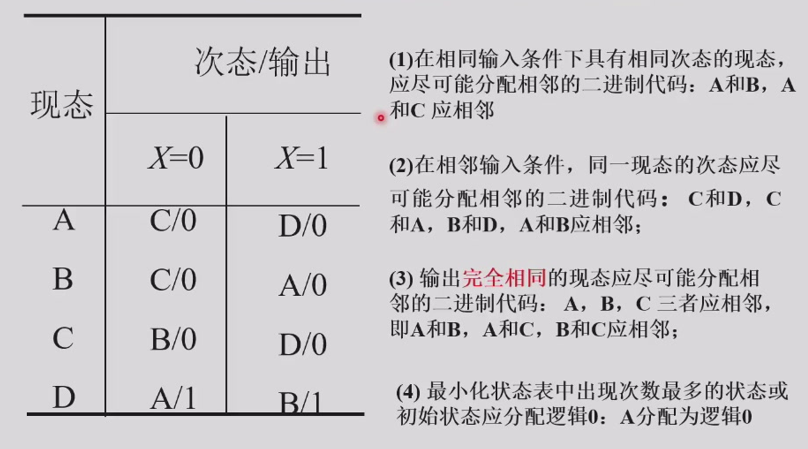 现态
次态/输出
X=0 X=1
A C/0 D/0
B C/0 A/0
C B/0 D/0
D A/1 B/1
(1)在相同输入条件下具有相同次态的现态，
应尽可能分配相邻的二进制代码：A和B，A
和C 应相邻
(2)在相邻输入条件，同一现态的次态应尽
可能分配相邻的二进制代码： C和D，C
和A，B和D，A和B应相邻；
(3) 输出完全相同的现态应尽可能分配相
邻的二进制代码： A，B，C 三者应相邻，
即A和B，A和C，B和C应相邻；
(4) 最小化状态表中出现次数最多的状态或
初始状态应分配逻辑0：A分配为逻辑0